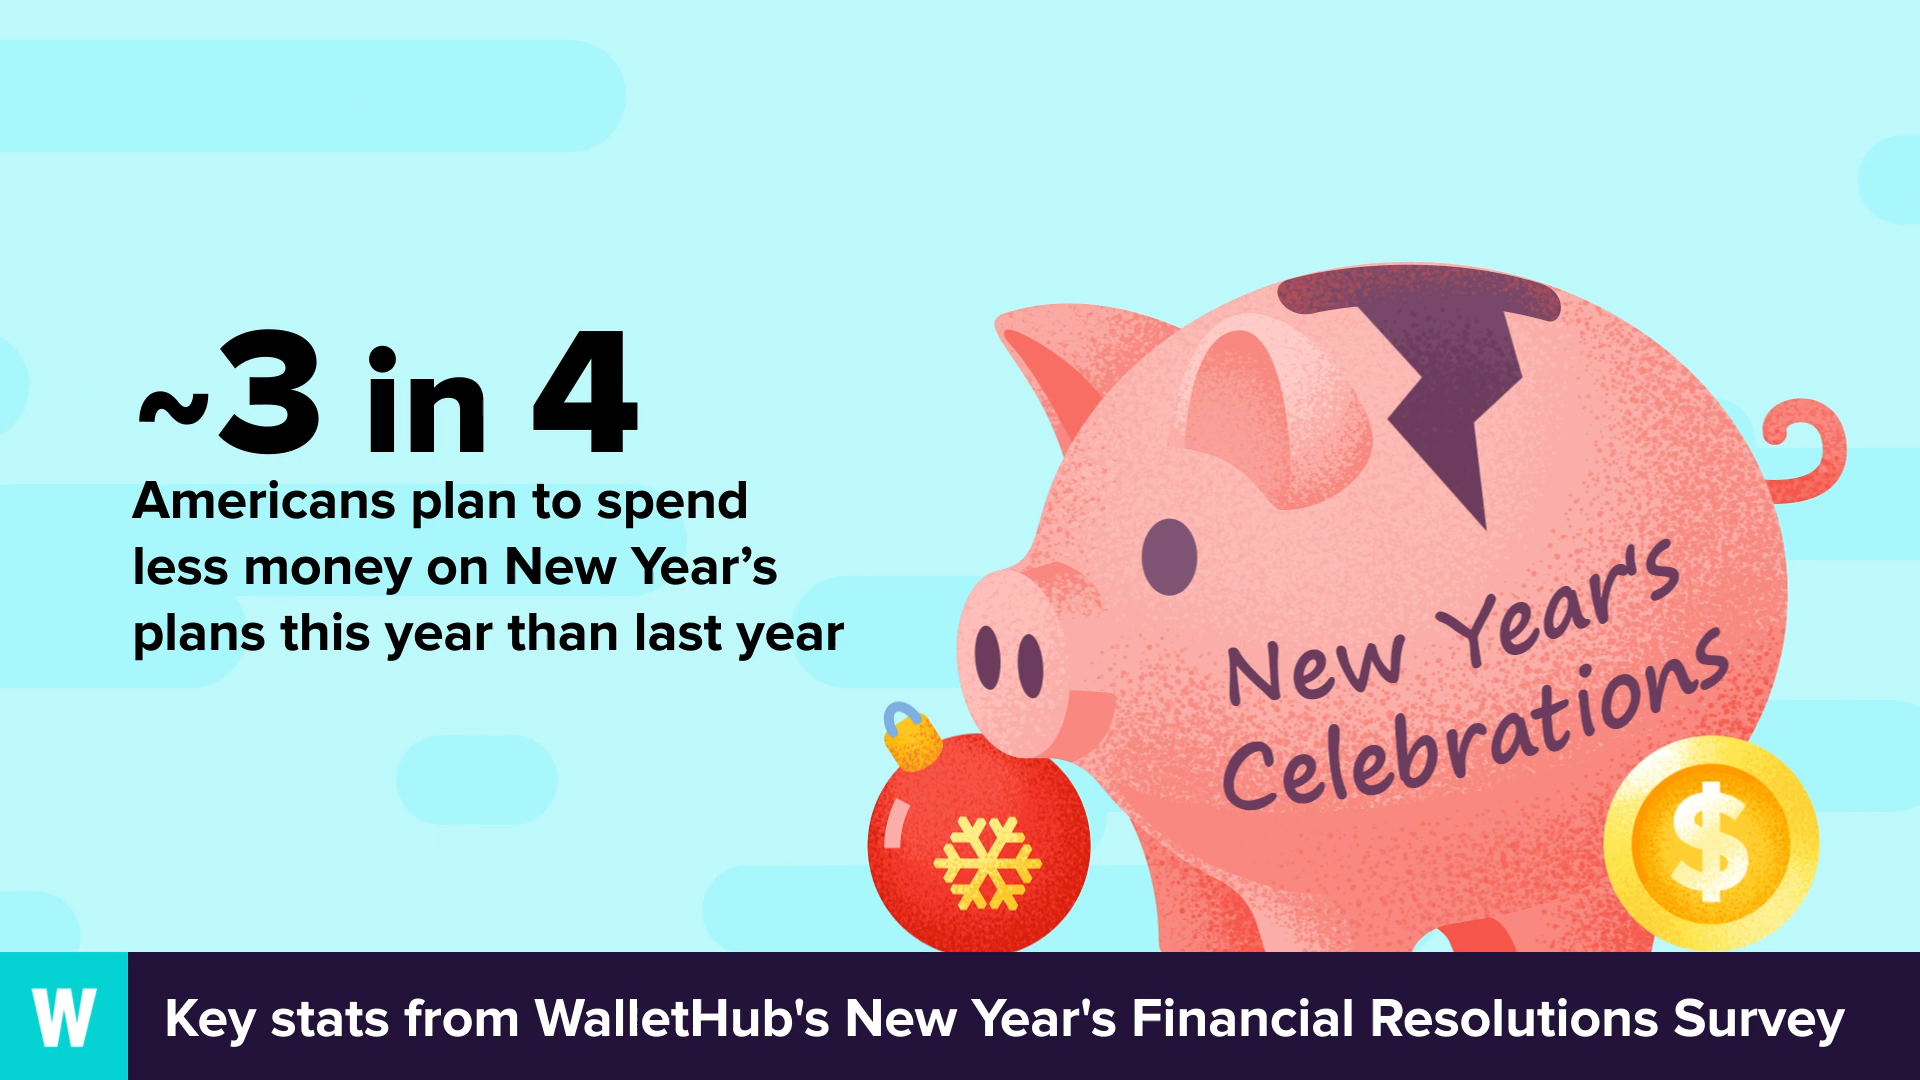 ~3 in 4
Americans plan to spend
less money on New Year’s
plans this year than last year
New Year's
Celebrations
$
W
Key stats from WalletHub's New Year's Financial Resolutions Survey